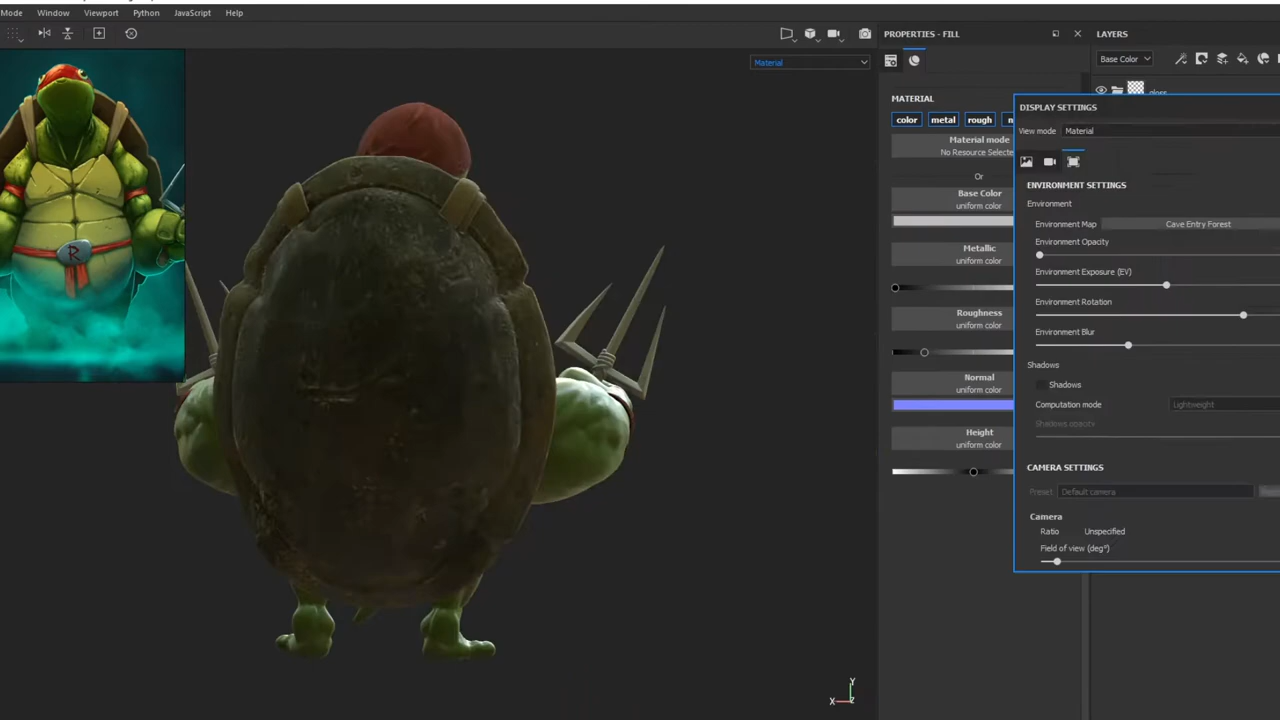 Mode Window Viewport Python JavaScript Help
PROPERTIES - FILL
LAYERS
Material
Base Color
gloss
MATERIAL
color metal rough
Material mode
No Resource Selecte
Or
Base Color
uniform color
Metallic
uniform color
Roughness
uniform color
Normal
uniform color
Height
uniform color
DISPLAY SETTINGS
View mode Material
ENVIRONMENT SETTINGS
Environment
Environment Map Cave Entry Forest
Environment Opacity
Environment Exposure (EV)
Environment Rotation
Environment Blur
Shadows
Shadows
Computation mode Lightweight
Shadows opacity
CAMERA SETTINGS
Preset Default camera
Camera
Ratio Unspecified
Field of view (deg°)
R
Y
X Z